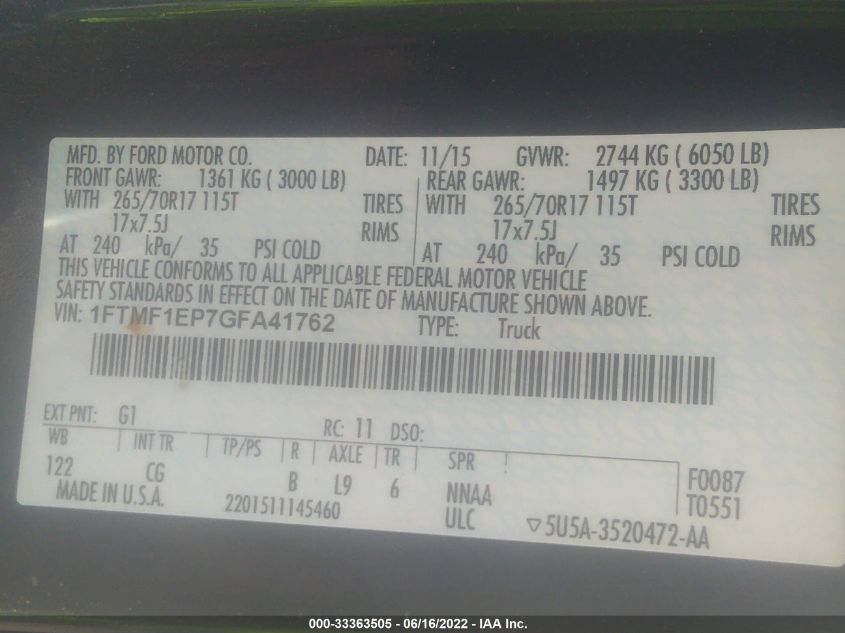 MFD. BY FORD MOTOR CO. DATE: 11/15 GVWR: 2744 KG ( 6050 LB)
FRONT GAWR: 1361 KG ( 3000 LB) REAR GAWR: 1497 KG ( 3300 LB)
WITH 265/70R17 115T TIRES WITH 265/70R17 115T TIRES
17x7.5J RIMS 17x7.5J RIMS
AT 240 kPa/ 35 PSI COLD AT 240 kPa/ 35 PSI COLD
THIS VEHICLE CONFORMS TO ALL APPLICABLE FEDERAL MOTOR VEHICLE
SAFETY STANDARDS IN EFFECT ON THE DATE OF MANUFACTURE SHOWN ABOVE.
VIN: 1FTMF1EP7GFA41762 TYPE: Truck
EXT PNT: G1 RC: 11 DSO:
WB INT TR TP/PS R AXLE TR SPR
122 CG B L9 6 NNAA F0087
MADE IN U.S.A. 2201511145460 ULC T0551
▽5U5A-3520472-AA
000-33363505 - 06/16/2022 - IAA Inc.